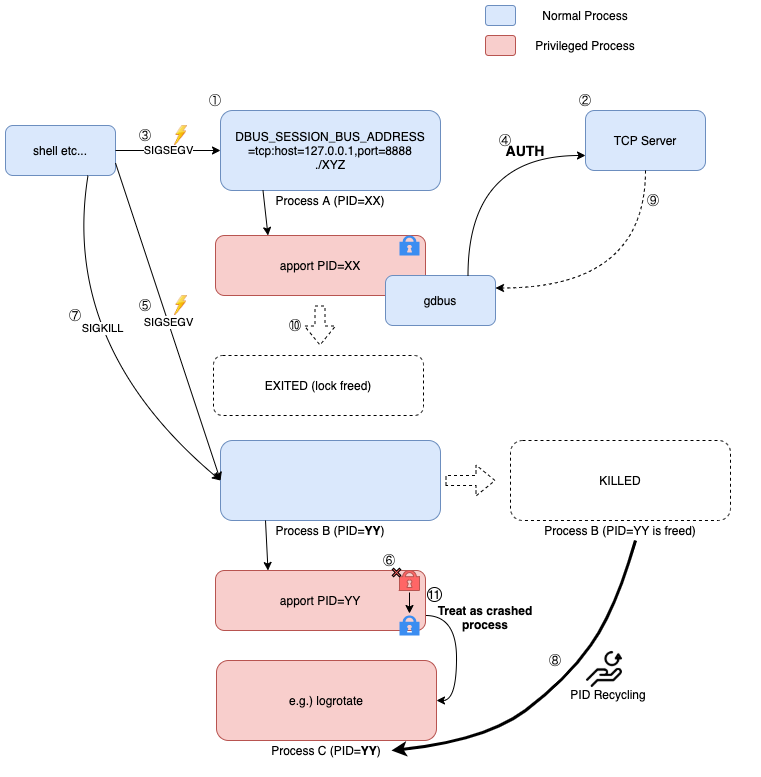 Normal Process
Privileged Process
①
②
③
SIGSEGV
shell etc...
DBUS_SESSION_BUS_ADDRESS
=tcp:host=127.0.0.1,port=8888
./XYZ
Process A (PID=XX)
④
AUTH
TCP Server
⑨
apport PID=XX
gdbus
⑤
SIGSEGV
⑦
SIGKILL
⑩
EXITED (lock freed)
KILLED
Process B (PID=YY)
Process B (PID=YY is freed)
⑥
apport PID=YY
⑪
Treat as crashed
process
⑧
PID Recycling
e.g.) logrotate
Process C (PID=YY)